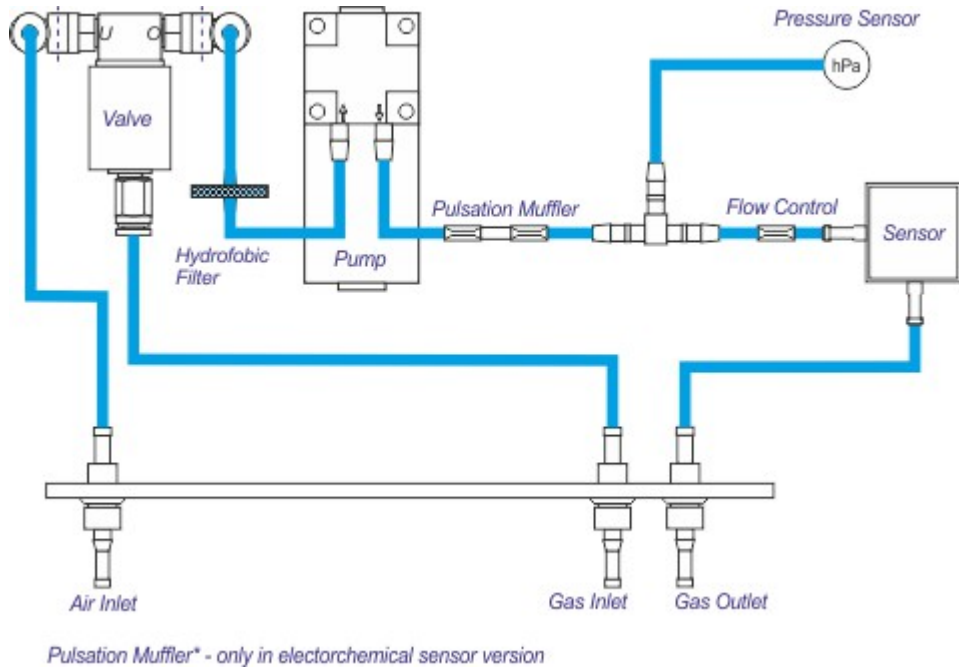 Pressure Sensor
hPa
U O
Valve
Pulsation Muffler
Flow Control
Sensor
Hydrofobic
Filter
Pump
Air Inlet
Gas Inlet
Gas Outlet
Pulsation Muffler* - only in electorchemical sensor version